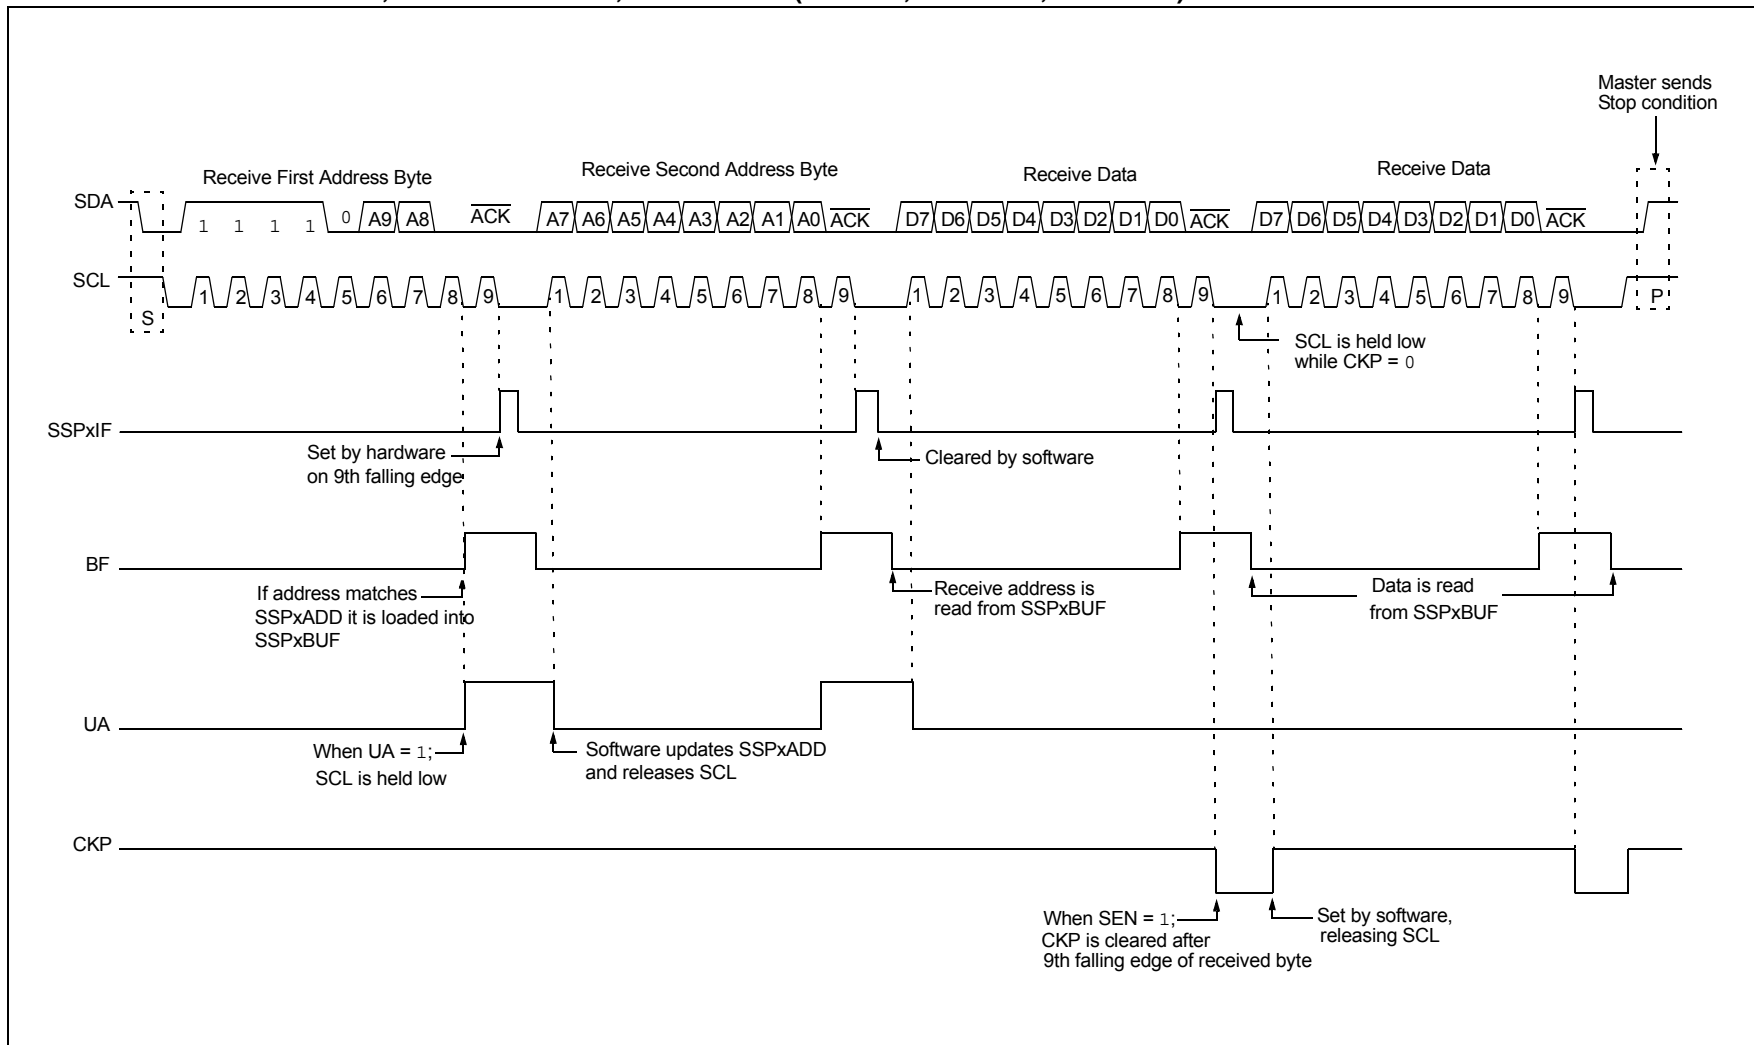 Master sends
Stop condition
Receive First Address Byte
Receive Second Address Byte
Receive Data
Receive Data
SDA
1 1 1 1 0 A9 A8 ACK A7 A6 A5 A4 A3 A2 A1 A0 ACK D7 D6 D5 D4 D3 D2 D1 D0 ACK D7 D6 D5 D4 D3 D2 D1 D0 ACK
SCL
S 1 2 3 4 5 6 7 8 9 1 2 3 4 5 6 7 8 9 1 2 3 4 5 6 7 8 9 1 2 3 4 5 6 7 8 9 P
SCL is held low
while CKP = 0
SSPxIF
Set by hardware
on 9th falling edge
Cleared by software
BF
If address matches
SSPxADD it is loaded into
SSPxBUF
Receive address is
read from SSPxBUF
Data is read
from SSPxBUF
UA
When UA = 1;
SCL is held low
Software updates SSPxADD
and releases SCL
CKP
When SEN = 1;
CKP is cleared after
9th falling edge of received byte
Set by software,
releasing SCL